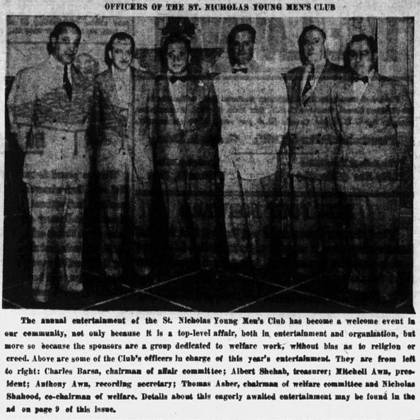 OFFICERS OF THE ST. NICHOLAS YOUNG MEN'S CLUB
The annual entertainment of the St. Nicholas Young Men's Club has become a welcome event in
our community, not only because it is a top-level affair, both in entertainment and organization, but
more so because the sponsors are a group dedicated to welfare work, without bias as to religion or
creed. Above are some of the Club's officers in charge of this year's entertainment. They are from left
to right: Charles Barsa, chairman of affair committee; Albert Shehab, treasurer; Mitchell Awn, pres-
ident; Anthony Awn, recording secretary; Thomas Asher, chairman of welfare committee and Nicholas
Shahood, co-chairman of welfare. Details about this eagerly awaited entertainment may be found in the
ad on page 9 of this issue.